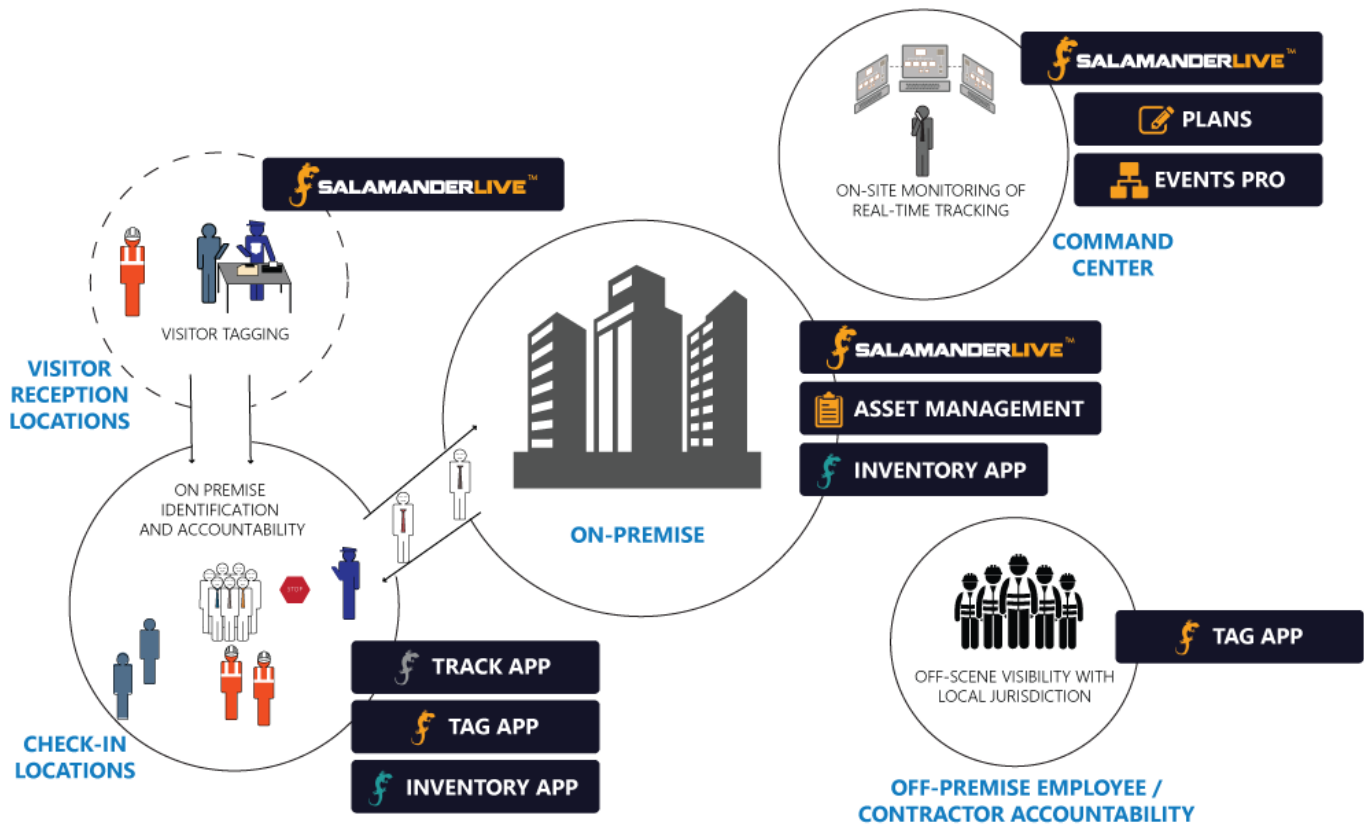 SALAMANDERLIVE™
PLANS
EVENTS PRO
ON-SITE MONITORING OF
REAL-TIME TRACKING
COMMAND
CENTER
SALAMANDERLIVE™
VISITOR TAGGING
VISITOR
RECEPTION
LOCATIONS
SALAMANDERLIVE™
ASSET MANAGEMENT
INVENTORY APP
ON-PREMISE
ON PREMISE
IDENTIFICATION
AND ACCOUNTABILITY
STOP
TRACK APP
TAG APP
INVENTORY APP
CHECK-IN
LOCATIONS
TAG APP
OFF-SCENE VISIBILITY WITH
LOCAL JURISDICTION
OFF-PREMISE EMPLOYEE /
CONTRACTOR ACCOUNTABILITY